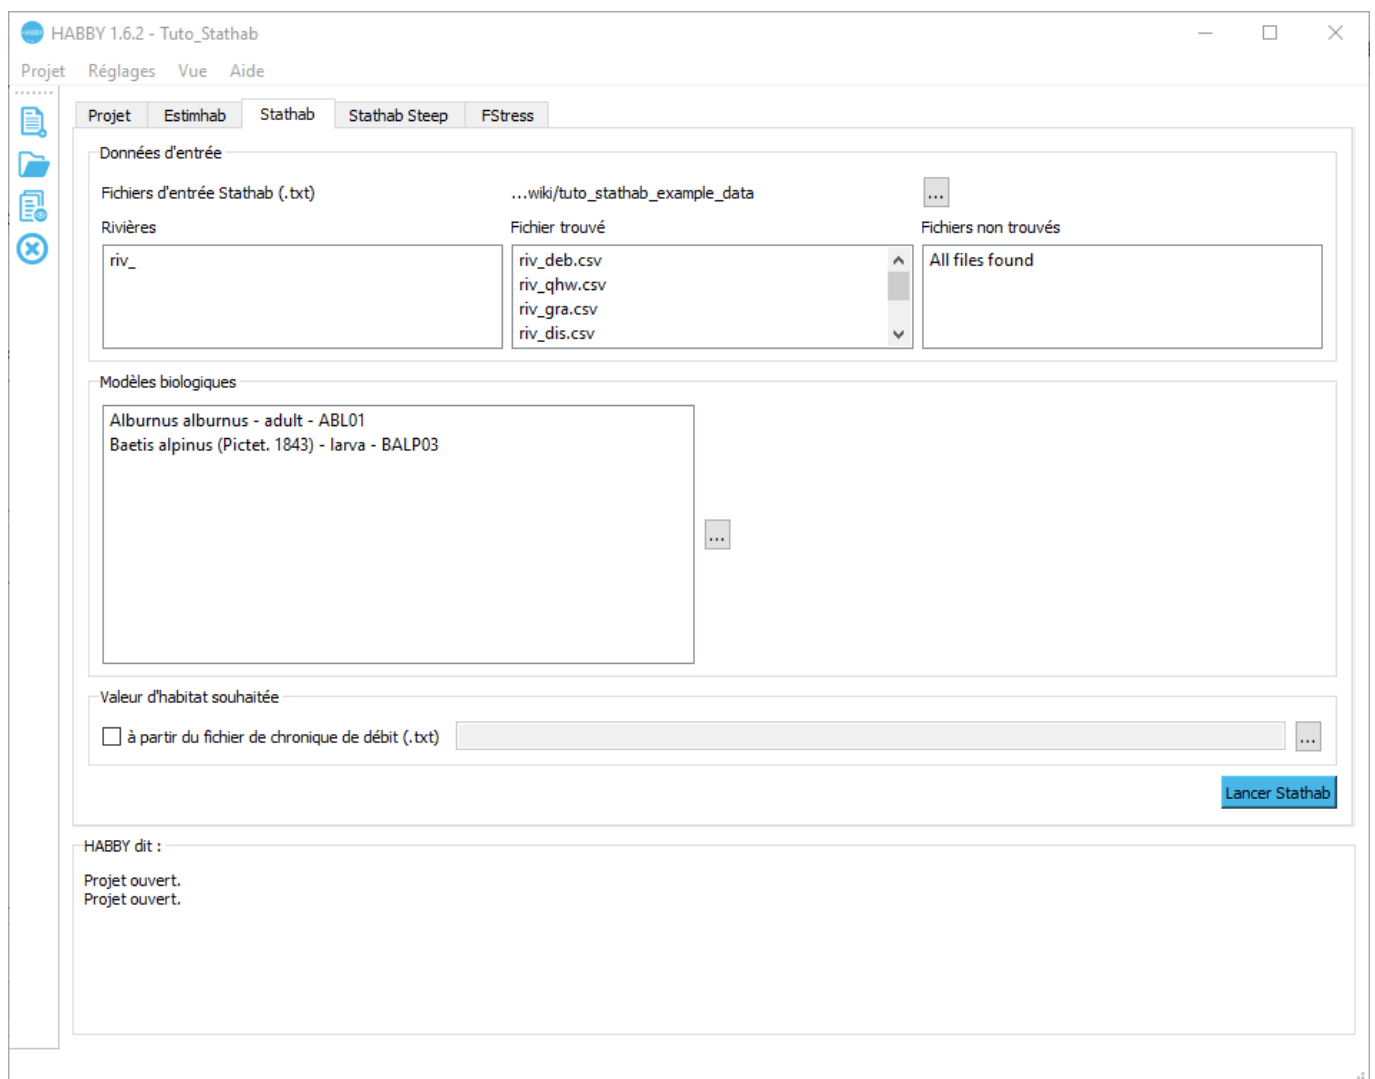 HABBY 1.6.2 - Tuto_Stathab
Projet Réglages Vue Aide
Projet Estimhab Stathab Stathab Steep FStress
Données d'entrée
Fichiers d'entrée Stathab (.txt) ...wiki/tuto_stathab_example_data ...
Rivières Fichier trouvé Fichiers non trouvés
riv_ riv_deb.csv All files found
riv_qhw.csv
riv_gra.csv
riv_dis.csv
Modèles biologiques
Alburnus alburnus - adult - ABL01
Baetis alpinus (Pictet. 1843) - larva - BALP03
...
Valeur d'habitat souhaitée
à partir du fichier de chronique de débit (.txt) ...
Lancer Stathab
HABBY dit :
Projet ouvert.
Projet ouvert.